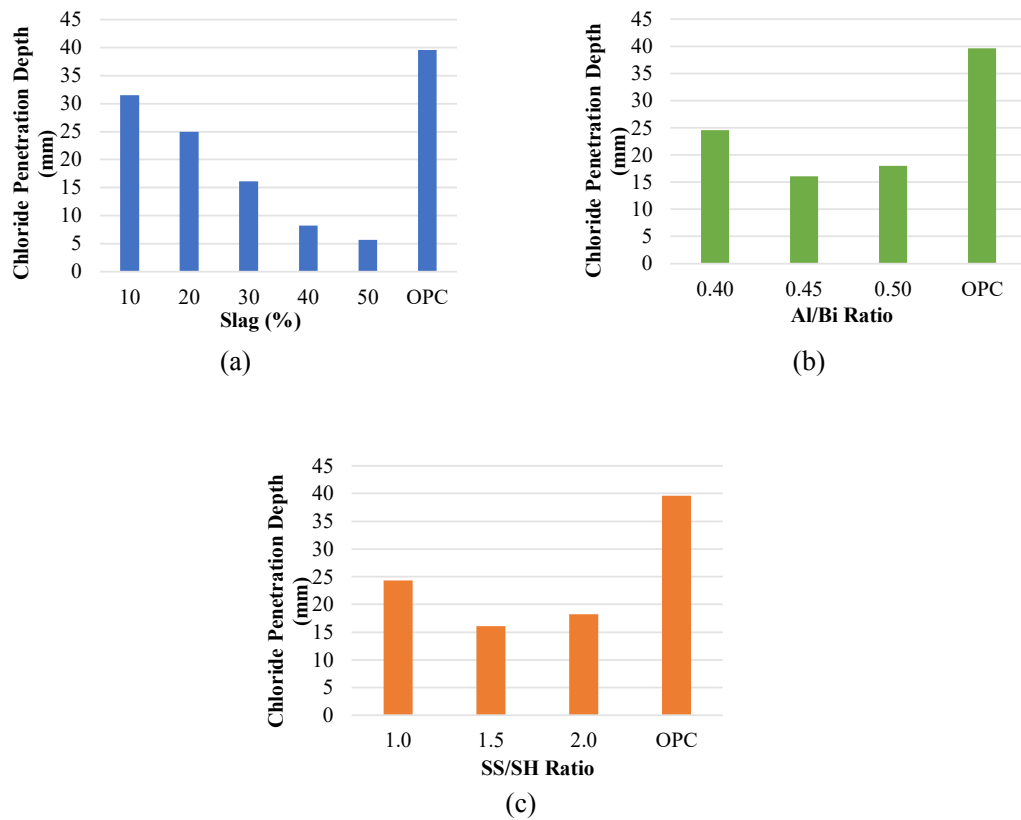 45
40
35
30
25
20
15
10
5
0
Chloride Penetration Depth
(mm)
10 20 30 40 50 OPC
Slag (%)
(a)
45
40
35
30
25
20
15
10
5
0
Chloride Penetration Depth
(mm)
0.40 0.45 0.50 OPC
Al/Bi Ratio
(b)
45
40
35
30
25
20
15
10
5
0
Chloride Penetration Depth
(mm)
1.0 1.5 2.0 OPC
SS/SH Ratio
(c)